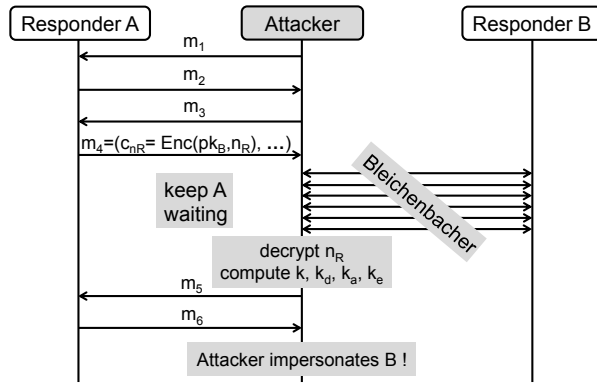 Responder A
Attacker
Responder B
m1
m2
m3
m4=(cnR= Enc(pkB,nR), …)
Bleichenbacher
keep A
waiting
decrypt nR
compute k, kd, ka, ke
m5
m6
Attacker impersonates B !